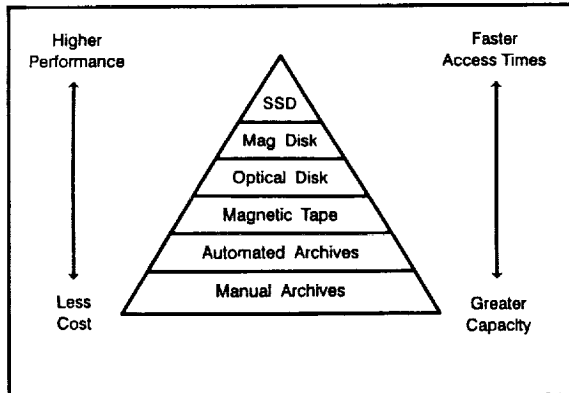 Higher
Performance
Faster
Access Times
SSD
Mag Disk
Optical Disk
Magnetic Tape
Automated Archives
Manual Archives
Less
Cost
Greater
Capacity